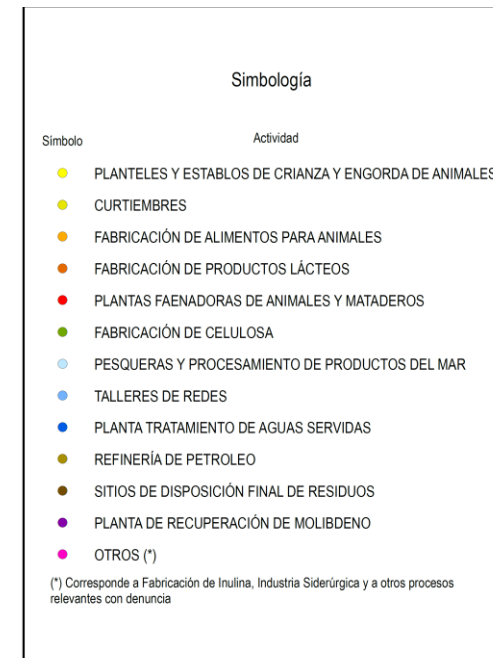 Simbología
Símbolo Actividad
PLANTELES Y ESTABLOS DE CRIANZA Y ENGORDA DE ANIMALES
CURTIEMBRES
FABRICACIÓN DE ALIMENTOS PARA ANIMALES
FABRICACIÓN DE PRODUCTOS LÁCTEOS
PLANTAS FAENADORAS DE ANIMALES Y MATADEROS
FABRICACIÓN DE CELULOSA
PESQUERAS Y PROCESAMIENTO DE PRODUCTOS DEL MAR
TALLERES DE REDES
PLANTA TRATAMIENTO DE AGUAS SERVIDAS
REFINERÍA DE PETROLEO
SITIOS DE DISPOSICIÓN FINAL DE RESIDUOS
PLANTA DE RECUPERACIÓN DE MOLIBDENO
OTROS (*)
(*) Corresponde a Fabricación de Inulina, Industria Siderúrgica y a otros procesos
relevantes con denuncia